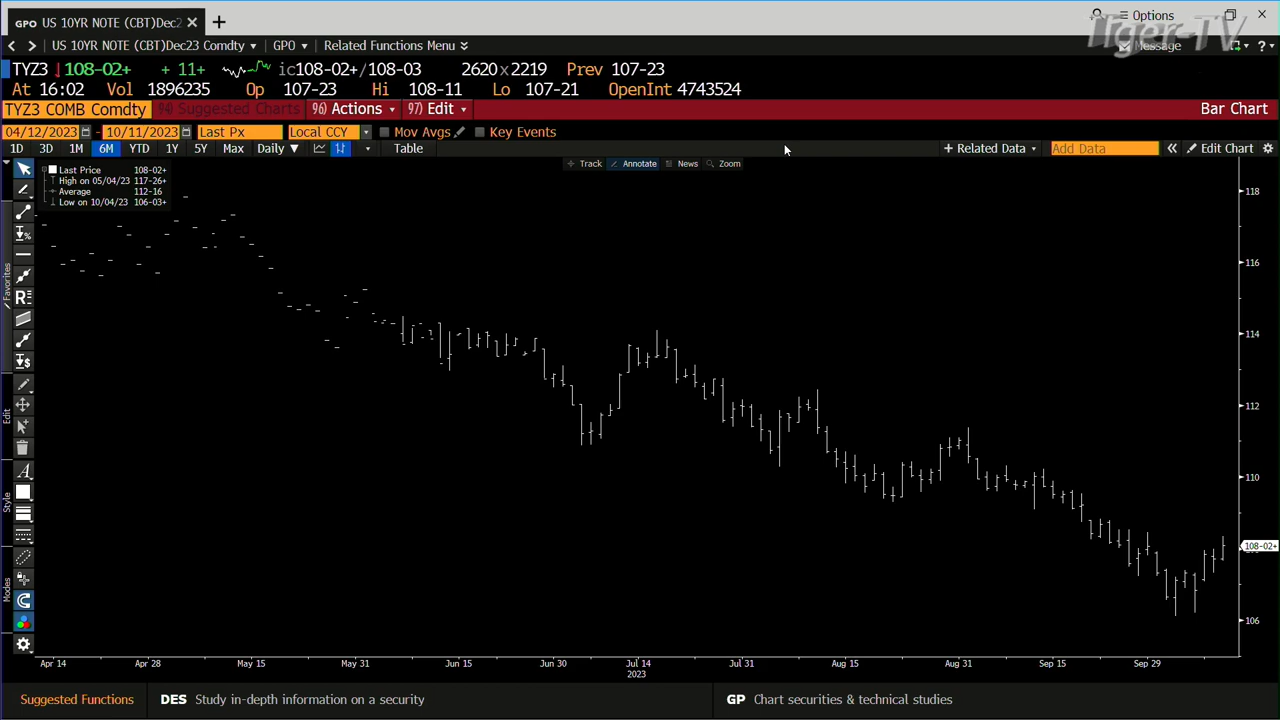 GPO US 10YR NOTE (CBT)Dec2 × +
Options
Tiger-TV
US 10YR NOTE (CBT)Dec23 Comdty GPO Related Functions Menu
Message ?
TYZ3 ↓108-02+ + 11+ ic108-02+/108-03 2620x2219 Prev 107-23
At 16:02 Vol 1896235 Op 107-23 Hi 108-11 Lo 107-21 OpenInt 4743524
TYZ3 COMB Comdty 94) Suggested Charts 96) Actions 97) Edit Bar Chart
04/12/2023 - 10/11/2023 Last Px Local CCY Mov Avgs Key Events
1D 3D 1M 6M YTD 1Y 5Y Max Daily ▼ Table + Related Data Add Data « Edit Chart
Track Annotate News Zoom
Last Price 108-02+
High on 05/04/23 117-26+
Average 112-16
Low on 10/04/23 106-03+
118
116
114
112
110
108-02+
106
Favorites
Edit
Style
Modes
Apr 14 Apr 28 May 15 May 31 Jun 15 Jun 30 Jul 14 Jul 31 Aug 15 Aug 31 Sep 15 Sep 29
2023
Suggested Functions DES Study in-depth information on a security GP Chart securities & technical studies